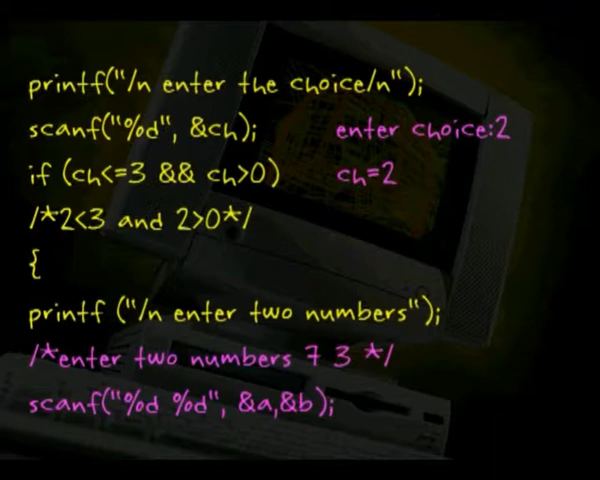 printf("/n enter the choice/n");
scanf("%d", &ch); enter choice:2
if (ch<=3 && ch>0) ch=2
/*2<3 and 2>0*/
{
printf ("/n enter two numbers");
/*enter two numbers 7 3 */
scanf("%d %d", &a,&b);